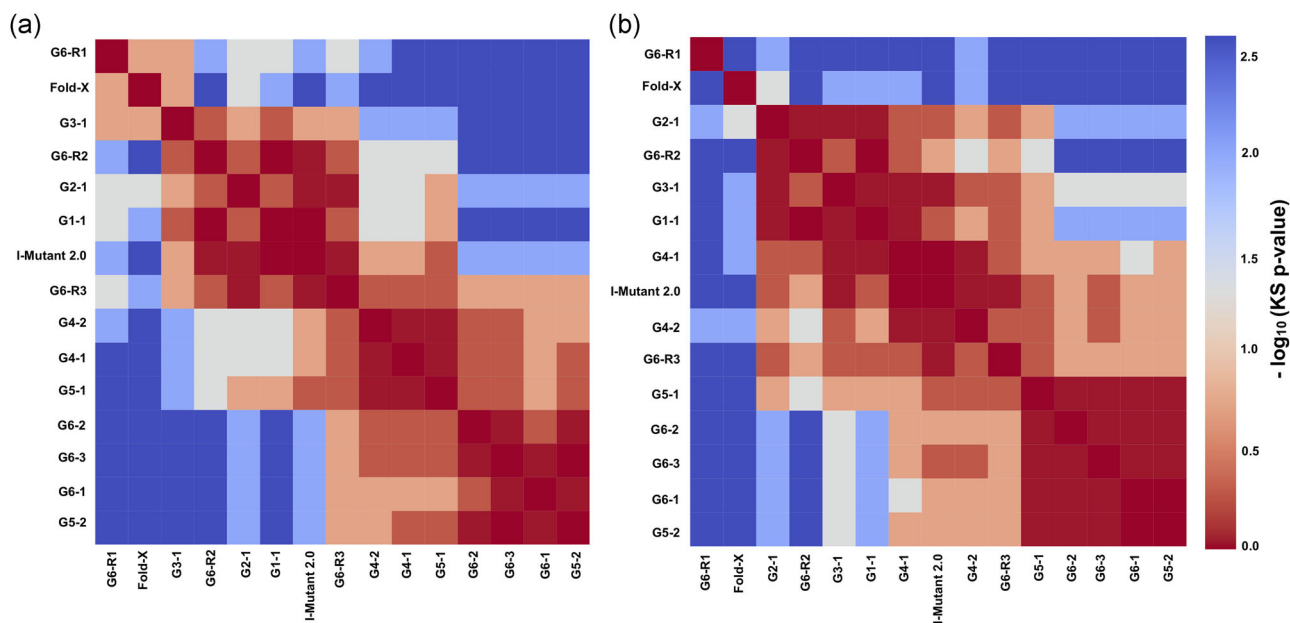 (a)
G6-R1
Fold-X
G3-1
G6-R2
G2-1
G1-1
I-Mutant 2.0
G6-R3
G4-2
G4-1
G5-1
G6-2
G6-3
G6-1
G5-2
G6-R1
Fold-X
G3-1
G6-R2
G2-1
G1-1
I-Mutant 2.0
G6-R3
G4-2
G4-1
G5-1
G6-2
G6-3
G6-1
G5-2
(b)
G6-R1
Fold-X
G2-1
G6-R2
G3-1
G1-1
G4-1
I-Mutant 2.0
G4-2
G6-R3
G5-1
G6-2
G6-3
G6-1
G5-2
G6-R1
Fold-X
G2-1
G6-R2
G3-1
G1-1
G4-1
I-Mutant 2.0
G4-2
G6-R3
G5-1
G6-2
G6-3
G6-1
G5-2
2.5
2.0
1.5
1.0
0.5
0.0
- log₁₀ (KS p-value)